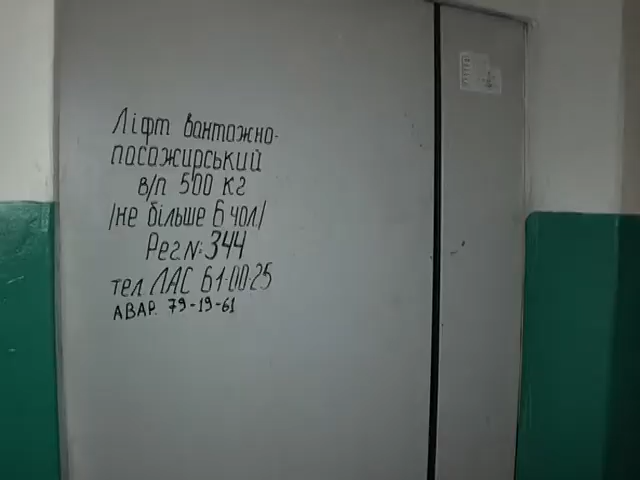 Ліфт вантажно-
пасажирський
в/п 500 кг
/не більше 6 чол/
Рег№: 344
тел ЛАС 61-00-25
АВАР. 79-19-61